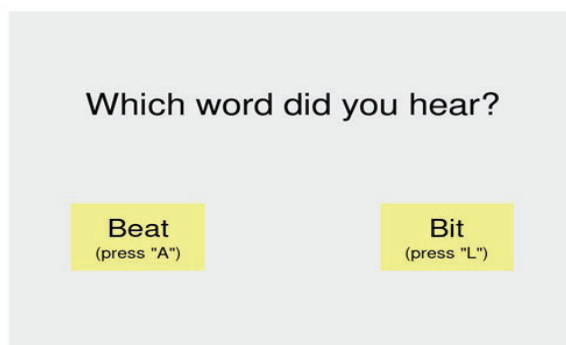 Which word did you hear?
Beat
(press "A")
Bit
(press "L")